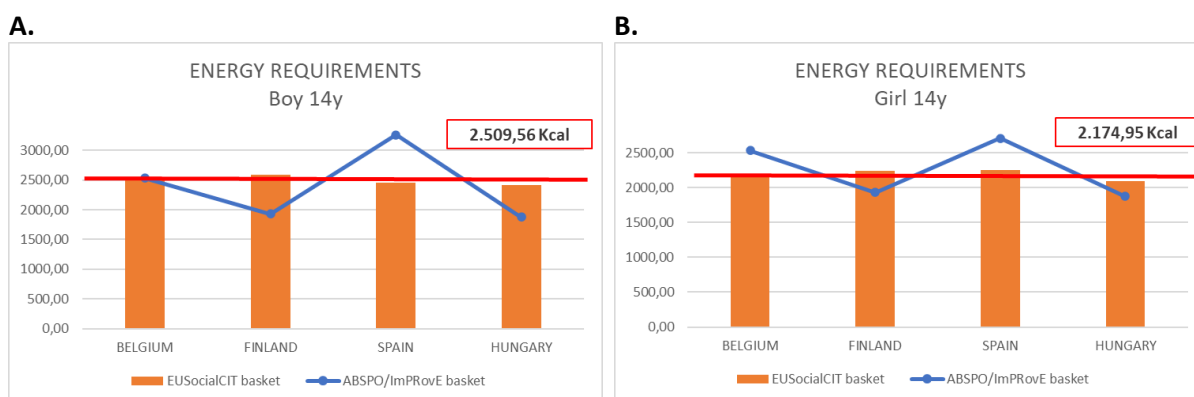 A.
ENERGY REQUIREMENTS
Boy 14y
2.509,56 Kcal
3000,00
2500,00
2000,00
1500,00
1000,00
500,00
0,00
BELGIUM FINLAND SPAIN HUNGARY
EUSocialCIT basket ABSPO/ImPRovE basket
B.
ENERGY REQUIREMENTS
Girl 14y
2.174,95 Kcal
2500,00
2000,00
1500,00
1000,00
500,00
0,00
BELGIUM FINLAND SPAIN HUNGARY
EUSocialCIT basket ABSPO/ImPRovE basket